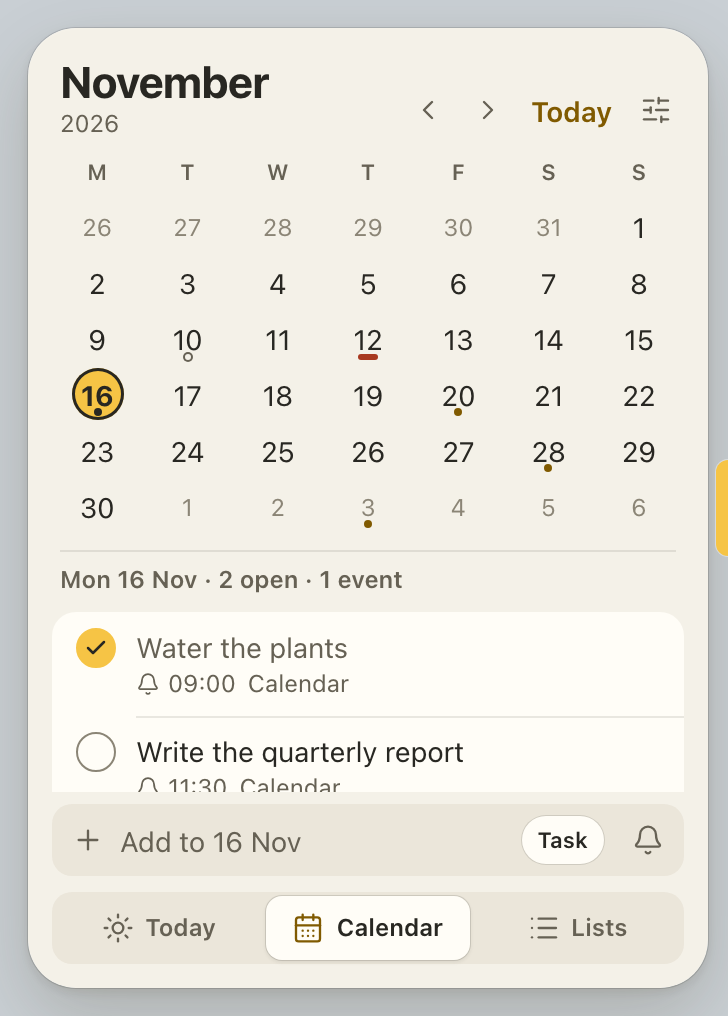 November
2026
Today
M T W T F S S
26 27 28 29 30 31 1
2 3 4 5 6 7 8
9 10 11 12 13 14 15
16 17 18 19 20 21 22
23 24 25 26 27 28 29
30 1 2 3 4 5 6
Mon 16 Nov · 2 open · 1 event
Water the plants
09:00 Calendar
Write the quarterly report
11:30 Calendar
Add to 16 Nov Task
Today Calendar Lists